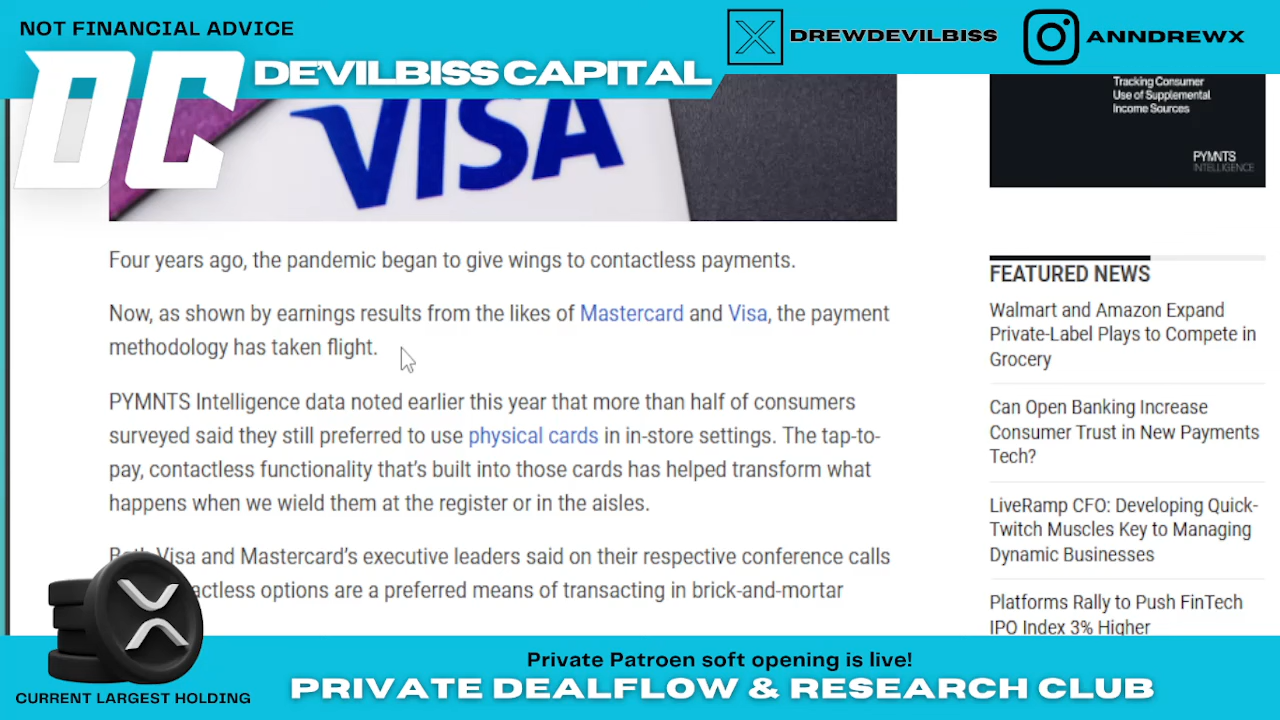 NOT FINANCIAL ADVICE
DC
DE'VILBISS CAPITAL
DREWDEVILBISS
ANNDREWX
VISA
Tracking Consumer
Use of Supplemental
Income Sources
PYMNTS
INTELLIGENCE
Four years ago, the pandemic began to give wings to contactless payments.
Now, as shown by earnings results from the likes of Mastercard and Visa, the payment
methodology has taken flight.
PYMNTS Intelligence data noted earlier this year that more than half of consumers
surveyed said they still preferred to use physical cards in in-store settings. The tap-to-
pay, contactless functionality that's built into those cards has helped transform what
happens when we wield them at the register or in the aisles.
Both Visa and Mastercard's executive leaders said on their respective conference calls
actless options are a preferred means of transacting in brick-and-mortar
FEATURED NEWS
Walmart and Amazon Expand
Private-Label Plays to Compete in
Grocery
Can Open Banking Increase
Consumer Trust in New Payments
Tech?
LiveRamp CFO: Developing Quick-
Twitch Muscles Key to Managing
Dynamic Businesses
Platforms Rally to Push FinTech
IPO Index 3% Higher
CURRENT LARGEST HOLDING
Private Patroen soft opening is live!
PRIVATE DEALFLOW & RESEARCH CLUB